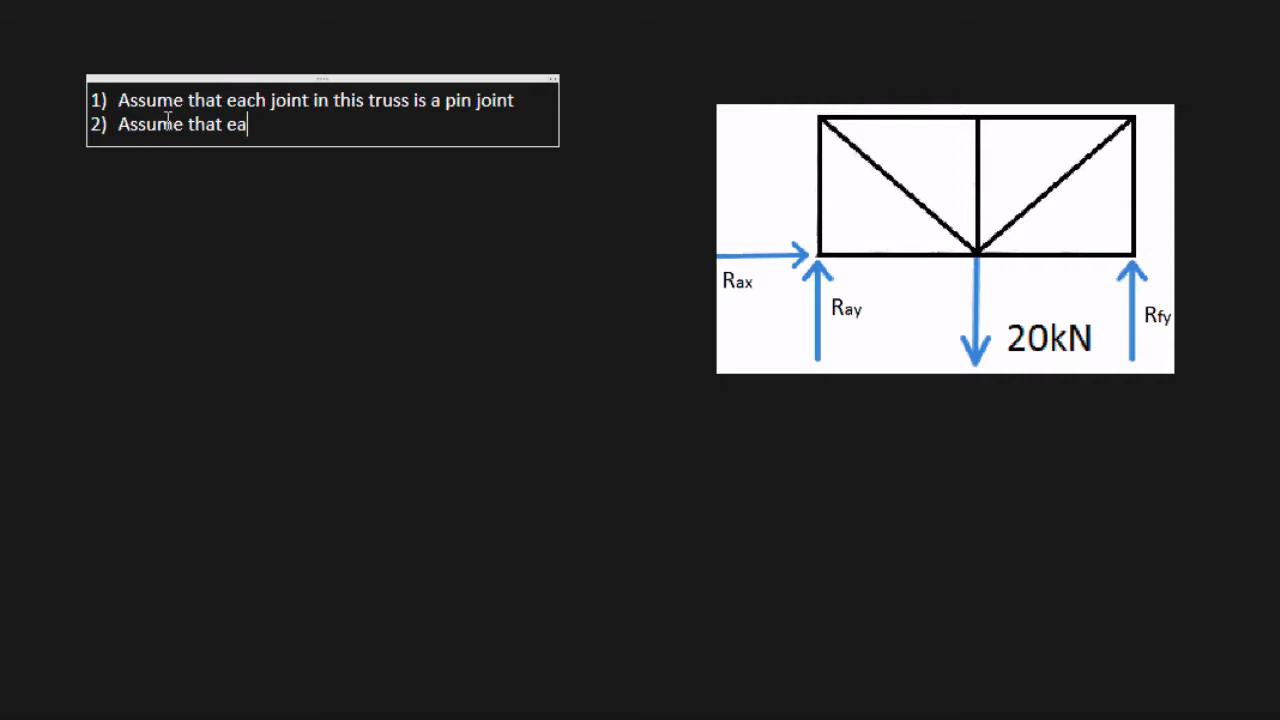 1) Assume that each joint in this truss is a pin joint
2) Assume that ea
Rax
Ray
Rfy
20kN